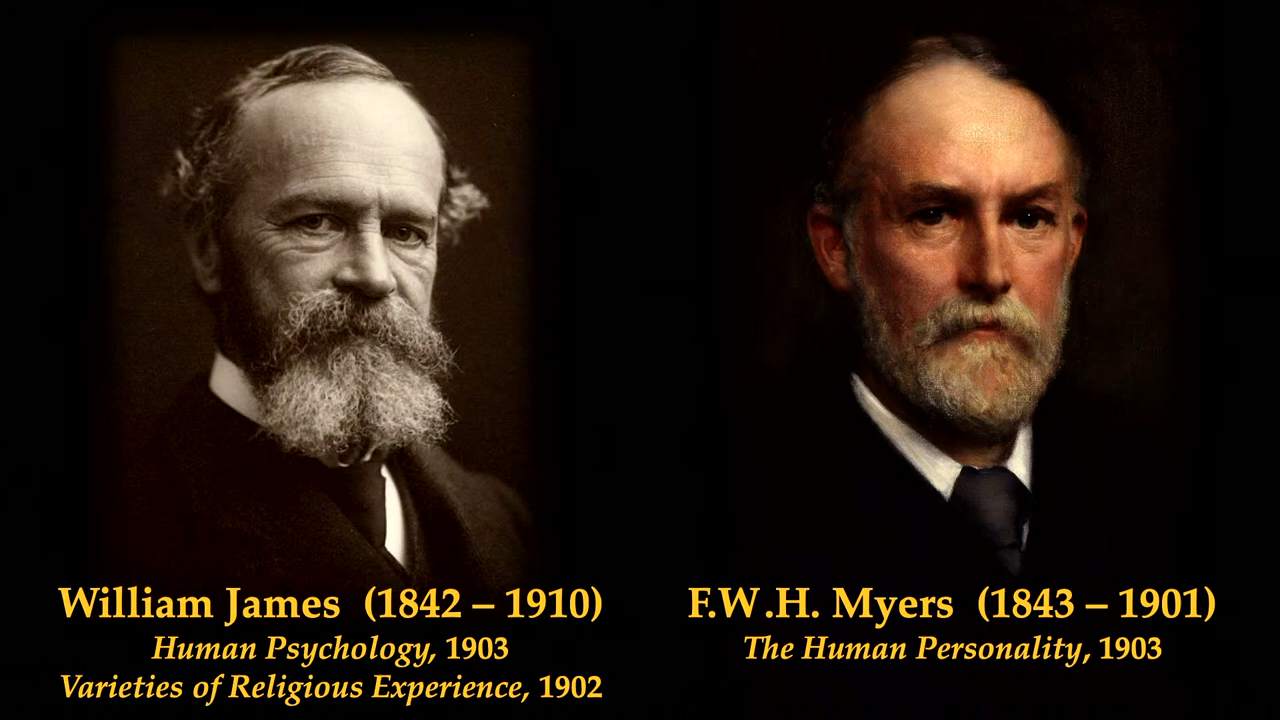 William James (1842 – 1910)
Human Psychology, 1903
Varieties of Religious Experience, 1902
F.W.H. Myers (1843 – 1901)
The Human Personality, 1903